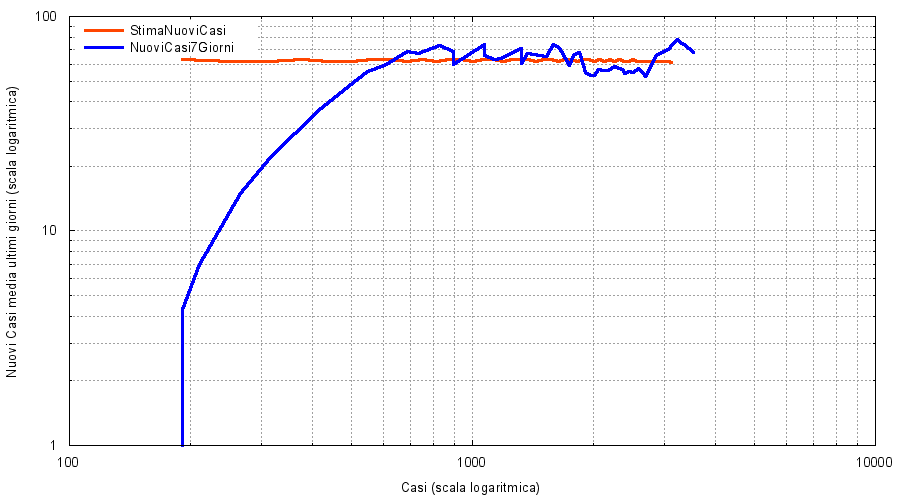 100
StimaNuoviCasi
NuoviCasi7Giorni
10
1
Nuovi Casi media ultimi giorni (scala logaritmica)
100
1000
10000
Casi (scala logaritmica)